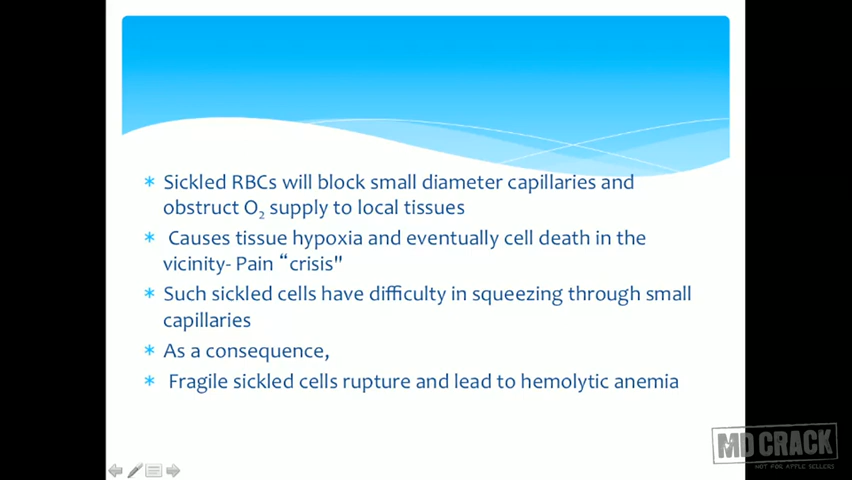 * Sickled RBCs will block small diameter capillaries and
obstruct O₂ supply to local tissues
* Causes tissue hypoxia and eventually cell death in the
vicinity- Pain “crisis"
* Such sickled cells have difficulty in squeezing through small
capillaries
* As a consequence,
* Fragile sickled cells rupture and lead to hemolytic anemia
MD CRACK
NOT FOR APPLE SELLERS